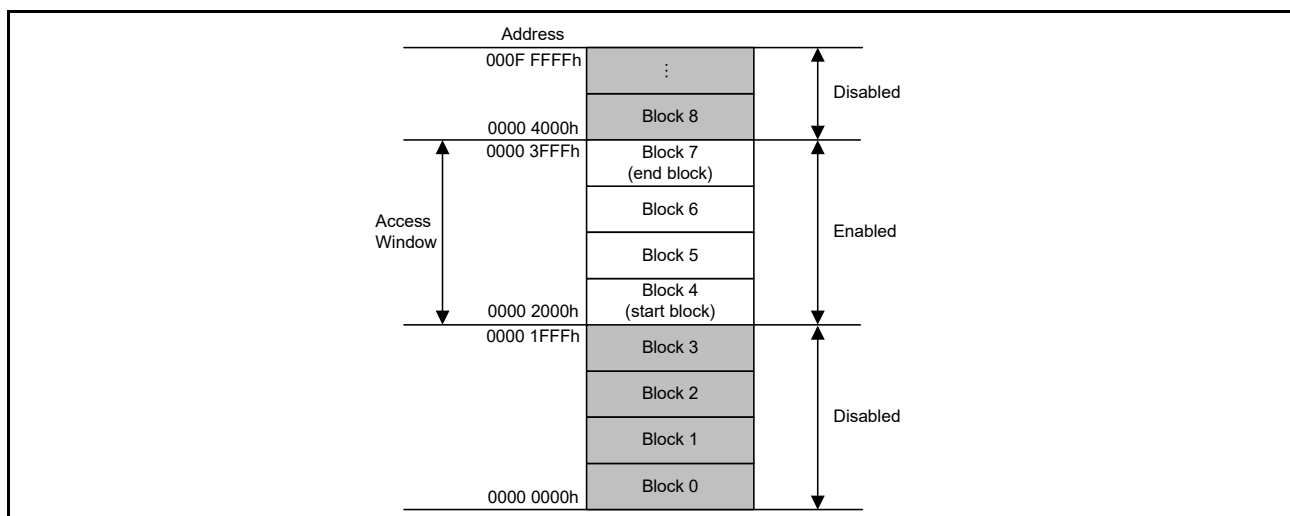 Address
000F FFFFh
⋮
Disabled
Block 8
0000 4000h
0000 3FFFh
Block 7
(end block)
Block 6
Access
Window
Enabled
Block 5
Block 4
(start block)
0000 2000h
0000 1FFFh
Block 3
Block 2
Disabled
Block 1
Block 0
0000 0000h